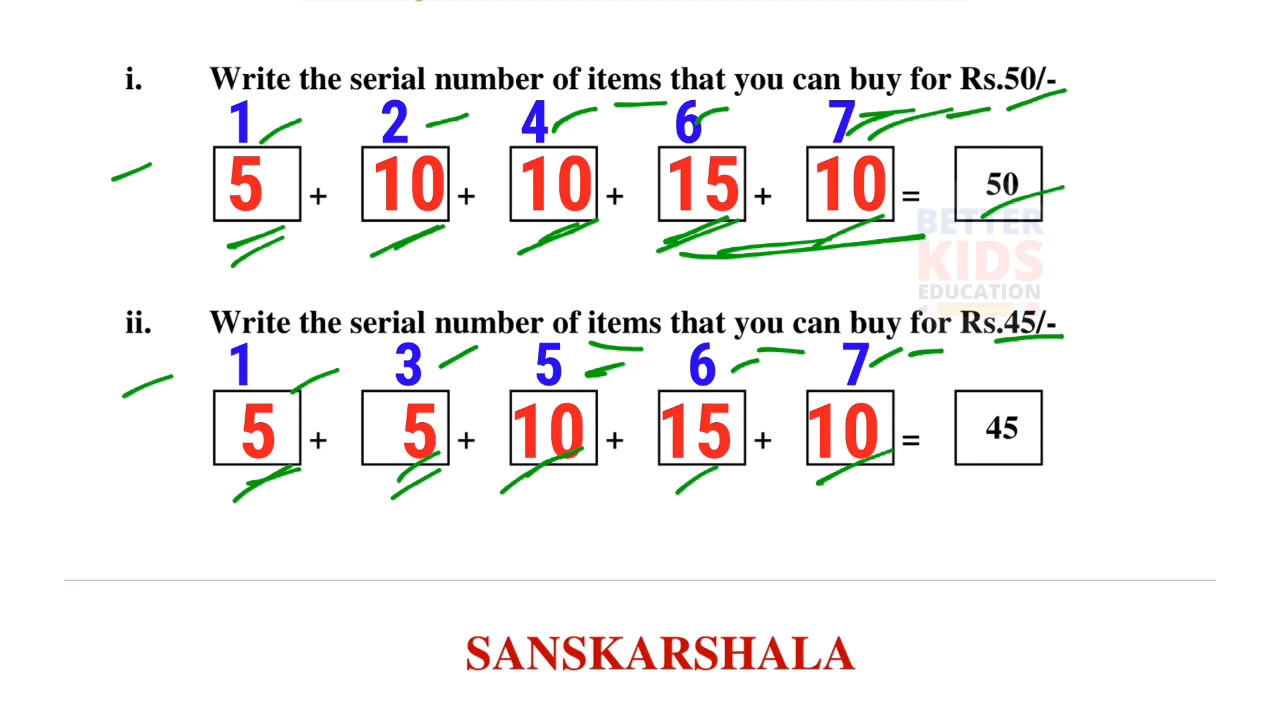 i. Write the serial number of items that you can buy for Rs.50/-
1 2 4 6 7
5 + 10 + 10 + 15 + 10 = 50
BETTER
KIDS
EDUCATION
ii. Write the serial number of items that you can buy for Rs.45/-
1 3 5 6 7
5 + 5 + 10 + 15 + 10 = 45
SANSKARSHALA